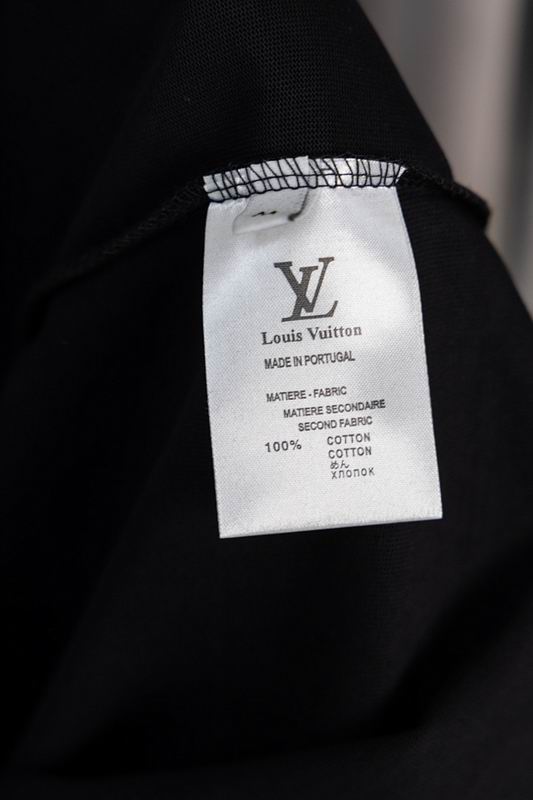 LV
Louis Vuitton
MADE IN PORTUGAL
MATIERE - FABRIC
MATIERE SECONDAIRE
SECOND FABRIC
100% COTTON
COTTON
めん
хлопок